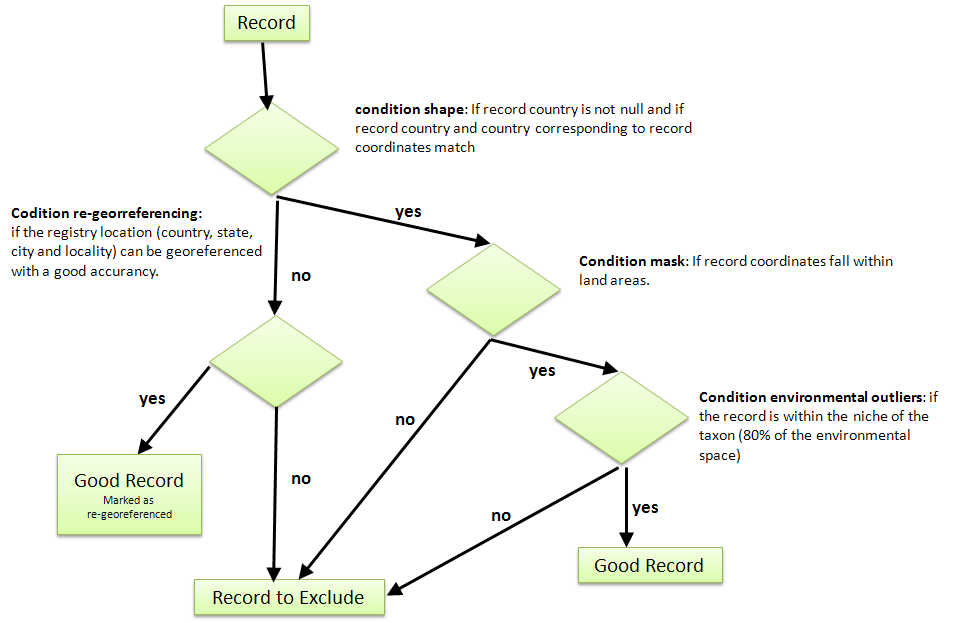 Record
condition shape: If record country is not null and if
record country and country corresponding to record
coordinates match
yes
Codition re-georreferencing:
if the registry location (country, state,
city and locality) can be georeferenced
with a good accurancy.
no
Condition mask: If record coordinates fall within
land areas.
yes
yes
no
Condition environmental outliers: if
the record is within the niche of the
taxon (80% of the environmental
space)
Good Record
Marked as
re-georeferenced
no
no
yes
Good Record
Record to Exclude